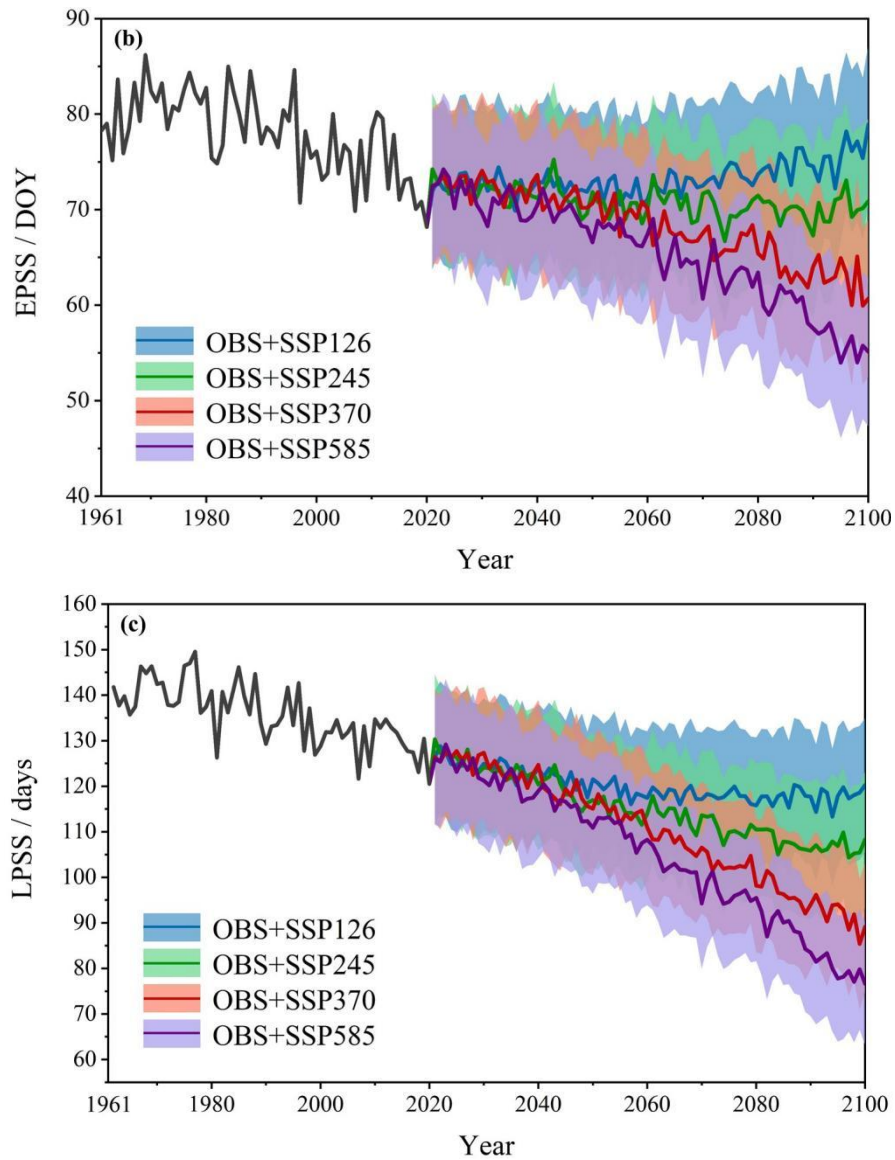 (b)
EPSS / DOY
90
80
70
60
50
40
OBS+SSP126
OBS+SSP245
OBS+SSP370
OBS+SSP585
1961 1980 2000 2020 2040 2060 2080 2100
Year
(c)
LPSS / days
160
150
140
130
120
110
100
90
80
70
60
OBS+SSP126
OBS+SSP245
OBS+SSP370
OBS+SSP585
1961 1980 2000 2020 2040 2060 2080 2100
Year